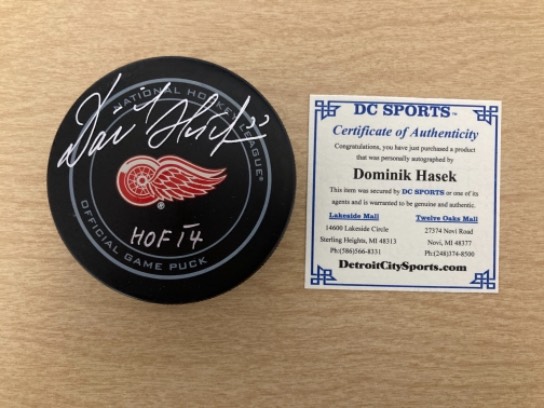 NATIONAL HOCKEY LEAGUE
HOF 14
OFFICIAL GAME PUCK
DC SPORTS™
Certificate of Authenticity
Congratulations, you have just purchased a product
that was personally autographed by
Dominik Hasek
This item was secured by DC SPORTS or one of its
agents and is warranted to be genuine and authentic.
Lakeside Mall
14600 Lakeside Circle
Sterling Heights, MI 48313
Ph:(586)566-8331
Twelve Oaks Mall
27374 Novi Road
Novi, MI 48377
Ph:(248)374-8500
DetroitCitySports.com